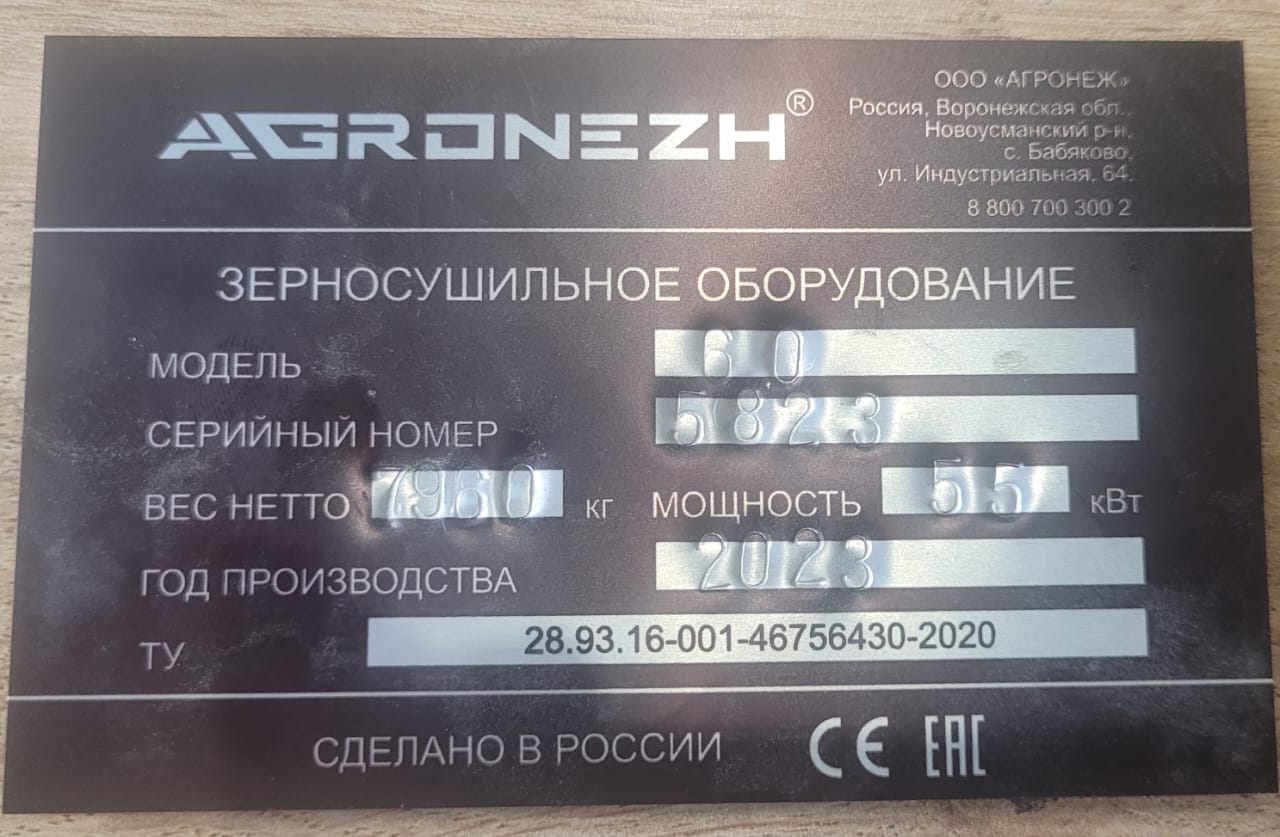 AGRONEZH®
ООО «АГРОНЕЖ»
Россия, Воронежская обл.,
Новоусманский р-н,
с. Бабяково,
ул. Индустриальная, 64.
8 800 700 300 2
ЗЕРНОСУШИЛЬНОЕ ОБОРУДОВАНИЕ
МОДЕЛЬ 60
СЕРИЙНЫЙ НОМЕР 5823
ВЕС НЕТТО 7960 кг МОЩНОСТЬ 55 кВт
ГОД ПРОИЗВОДСТВА 2023
ТУ 28.93.16-001-46756430-2020
СДЕЛАНО В РОССИИ CE EAC